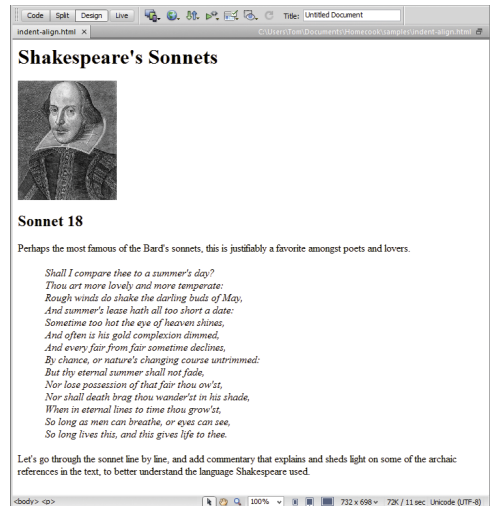 Code Split Design Live Title: Untitled Document
indent-align.html × C:\Users\Tom\Documents\Homecook\samples\indent-align.html
Shakespeare's Sonnets
Sonnet 18
Perhaps the most famous of the Bard's sonnets, this is justifiably a favorite amongst poets and lovers.
Shall I compare thee to a summer's day?
Thou art more lovely and more temperate:
Rough winds do shake the darling buds of May,
And summer's lease hath all too short a date:
Sometime too hot the eye of heaven shines,
And often is his gold complexion dimmed,
And every fair from fair sometime declines,
By chance, or nature's changing course untrimmed:
But thy eternal summer shall not fade,
Nor lose possession of that fair thou ow'st,
Nor shall death brag thou wander'st in his shade,
When in eternal lines to time thou grow'st,
So long as men can breathe, or eyes can see,
So long lives this, and this gives life to thee.
Let's go through the sonnet line by line, and add commentary that explains and sheds light on some of the archaic
references in the text, to better understand the language Shakespeare used.
<body> <p> 100% 732 x 698 72K / 11 sec Unicode (UTF-8)